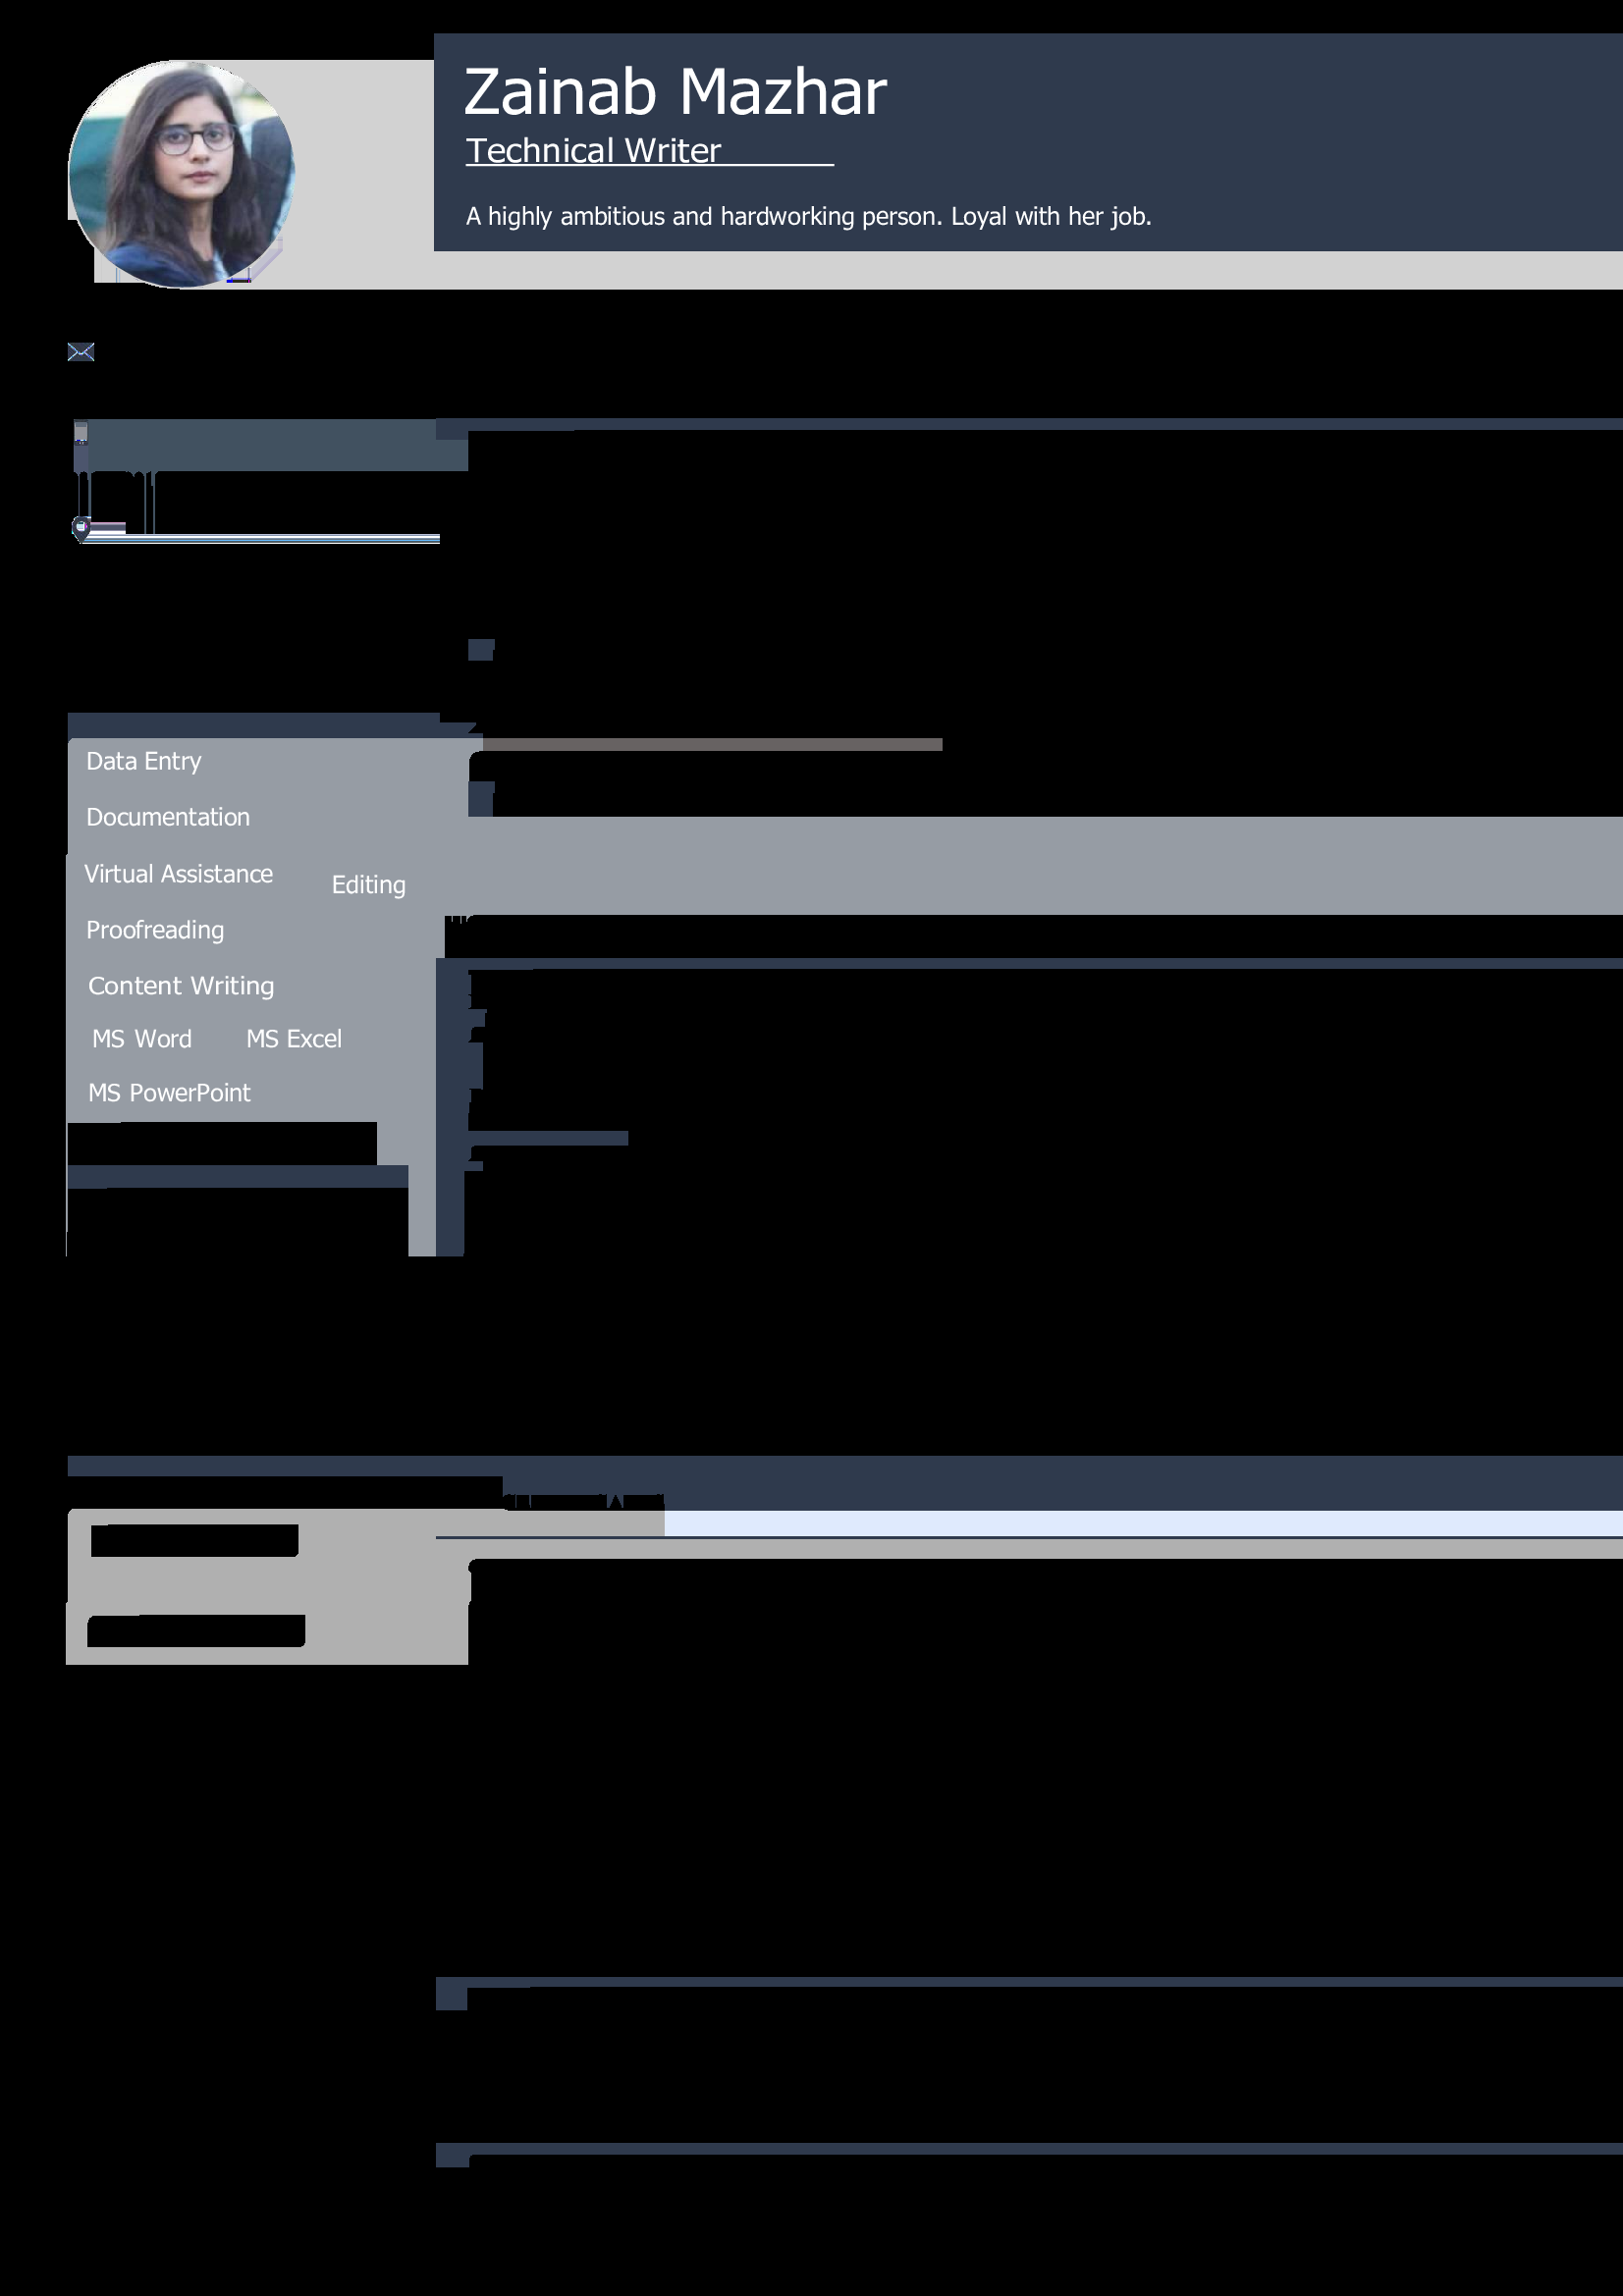 Zainab Mazhar
Technical Writer
A highly ambitious and hardworking person. Loyal with her job.
Data Entry
Documentation
Virtual Assistance
Editing
Proofreading
Content Writing
MS Word MS Excel
MS PowerPoint